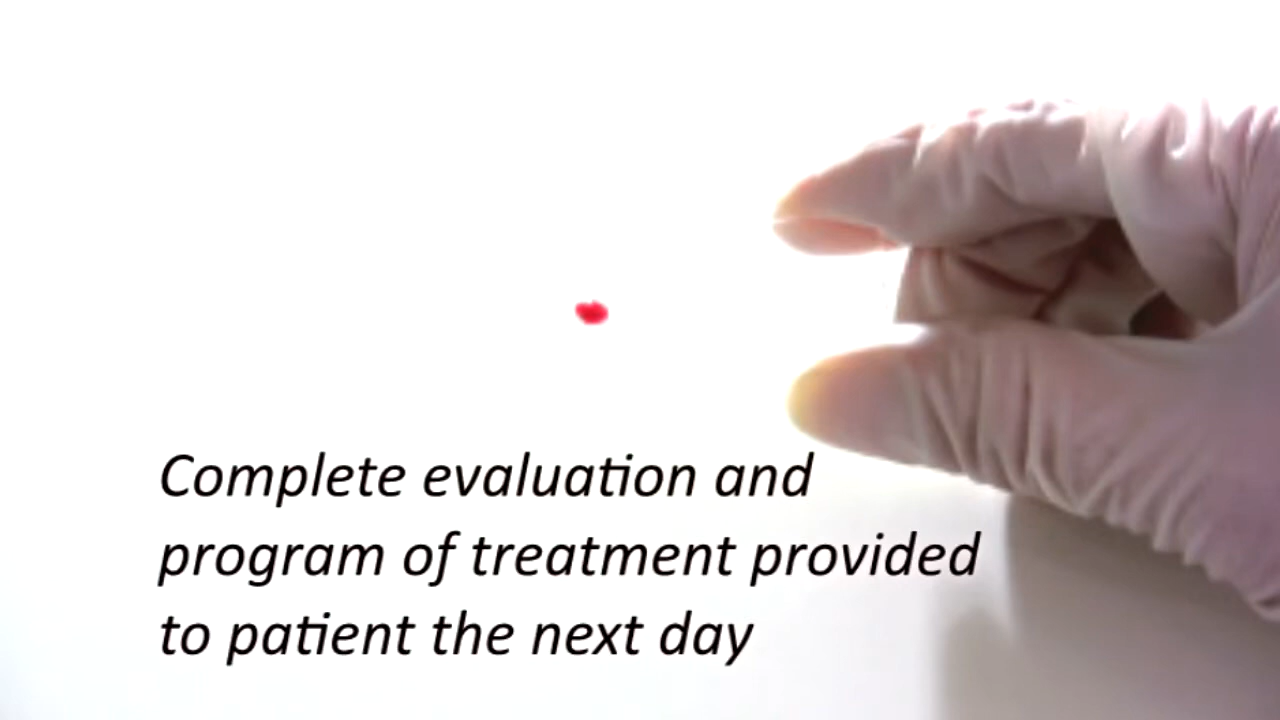 Complete evaluation and
program of treatment provided
to patient the next day